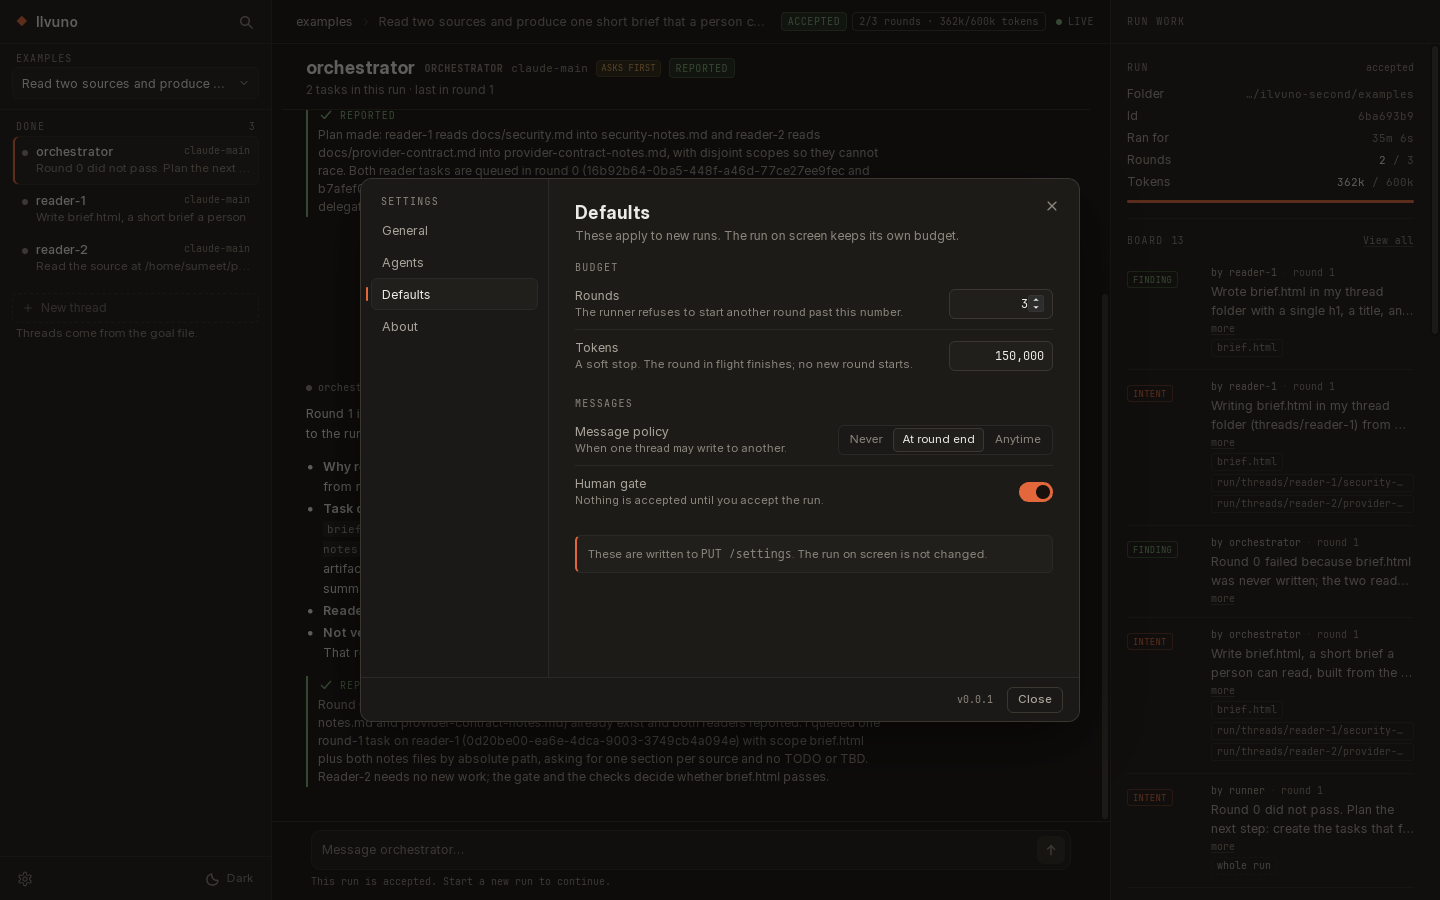 Ilvuno
examples
Read two sources and produce one short brief that a person c...
ACCEPTED
2/3 rounds · 362k/600k tokens
LIVE
RUN WORK
EXAMPLES
Read two sources and produce ...
DONE 3
orchestrator claude-main
Round 0 did not pass. Plan the next ...
reader-1 claude-main
Write brief.html, a short brief a person
reader-2 claude-main
Read the source at /home/sumeet/p...
+ New thread
Threads come from the goal file.
Dark
orchestrator ORCHESTRATOR claude-main ASKS FIRST REPORTED
2 tasks in this run · last in round 1
REPORTED
Plan made: reader-1 reads docs/security.md into security-notes.md and reader-2 reads
docs/provider-contract.md into provider-contract-notes.md, with disjoint scopes so they cannot
race. Both reader tasks are queued in round 0 (16b92b64-0ba5-448f-a46d-77ce27ee9fec and
b7afef0
delegat
orchest
Round 1 i
to the rur
Why r
from r
Task
brief
notes
artifac
summ
Reade
Not ve
That r
REP
Round
notes.md and provider-contract-notes.md) already exist and both readers reported. I queued one
round-1 task on reader-1 (0d20be00-ea6e-4dca-9003-3749cb4a094e) with scope brief.html
plus both notes files by absolute path, asking for one section per source and no TODO or TBD.
Reader-2 needs no new work; the gate and the checks decide whether brief.html passes.
Message orchestrator...
This run is accepted. Start a new run to continue.
SETTINGS
General
Agents
Defaults
About
Defaults
These apply to new runs. The run on screen keeps its own budget.
BUDGET
Rounds
The runner refuses to start another round past this number.
3
Tokens
A soft stop. The round in flight finishes; no new round starts.
150,000
MESSAGES
Message policy
When one thread may write to another.
Never At round end Anytime
Human gate
Nothing is accepted until you accept the run.
These are written to PUT /settings. The run on screen is not changed.
v0.0.1 Close
RUN accepted
Folder …/ilvuno-second/examples
Id 6ba693b9
Ran for 35m 6s
Rounds 2 / 3
Tokens 362k / 600k
BOARD 13 View all
FINDING
by reader-1 · round 1
Wrote brief.html in my thread
folder with a single h1, a title, an...
more
brief.html
INTENT
by reader-1 · round 1
Writing brief.html in my thread
folder (threads/reader-1) from ...
more
brief.html
run/threads/reader-1/security-…
run/threads/reader-2/provider-…
FINDING
by orchestrator · round 1
Round 0 failed because brief.html
was never written; the two read...
more
INTENT
by orchestrator · round 1
Write brief.html, a short brief a
person can read, built from the ...
more
brief.html
run/threads/reader-1/security-…
run/threads/reader-2/provider-…
INTENT
by runner · round 1
Round 0 did not pass. Plan the
next step: create the tasks that f...
more
whole run